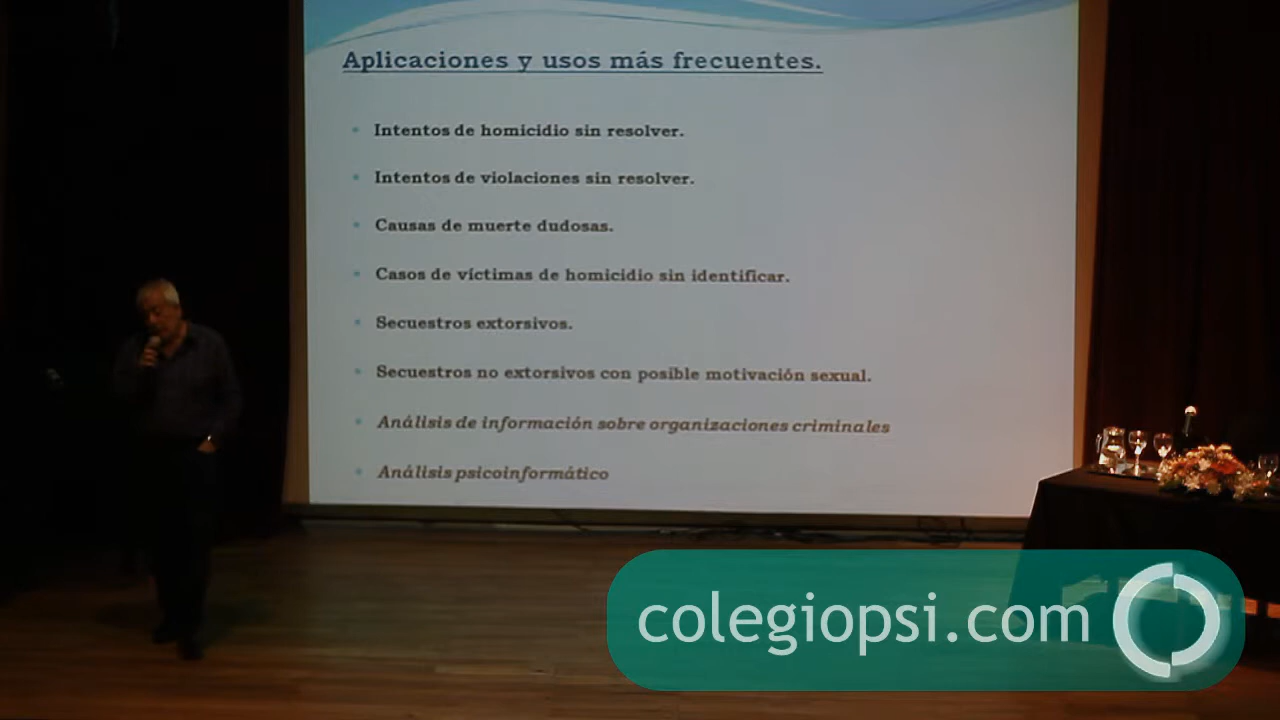 Aplicaciones y usos más frecuentes.
Intentos de homicidio sin resolver.
Intentos de violaciones sin resolver.
Causas de muerte dudosas.
Casos de víctimas de homicidio sin identificar.
Secuestros extorsivos.
Secuestros no extorsivos con posible motivación sexual.
Análisis de información sobre organizaciones criminales
Análisis psicoinformático
colegiopsi.com